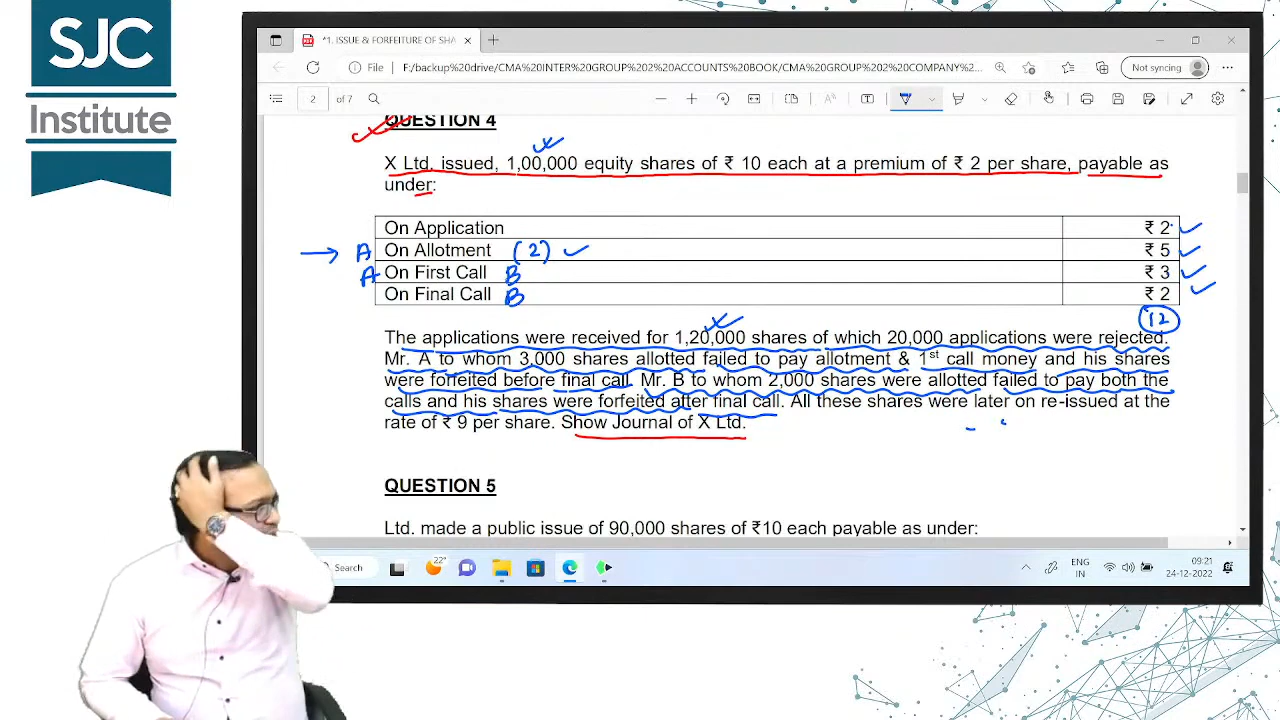 SJC
Institute
*1. ISSUE & FORFEITURE OF SHA
File F:/backup%20drive/CMA%20INTER%20GROUP%202%20ACCOUNTS%20BOOK/CMA%20GROUP%202%20COMPANY%...
Not syncing
2 of 7
QUESTION 4
X Ltd. issued, 1,00,000 equity shares of ₹ 10 each at a premium of ₹ 2 per share, payable as
under:
On Application ₹ 2
A On Allotment (2) ₹ 5
A On First Call B ₹ 3
On Final Call B ₹ 2
12
The applications were received for 1,20,000 shares of which 20,000 applications were rejected.
Mr. A to whom 3,000 shares allotted failed to pay allotment & 1st call money and his shares
were forfeited before final call. Mr. B to whom 2,000 shares were allotted failed to pay both the
calls and his shares were forfeited after final call. All these shares were later on re-issued at the
rate of ₹ 9 per share. Show Journal of X Ltd.
QUESTION 5
Ltd. made a public issue of 90,000 shares of ₹10 each payable as under:
Search
22°
ENG
IN
09:21
24-12-2022